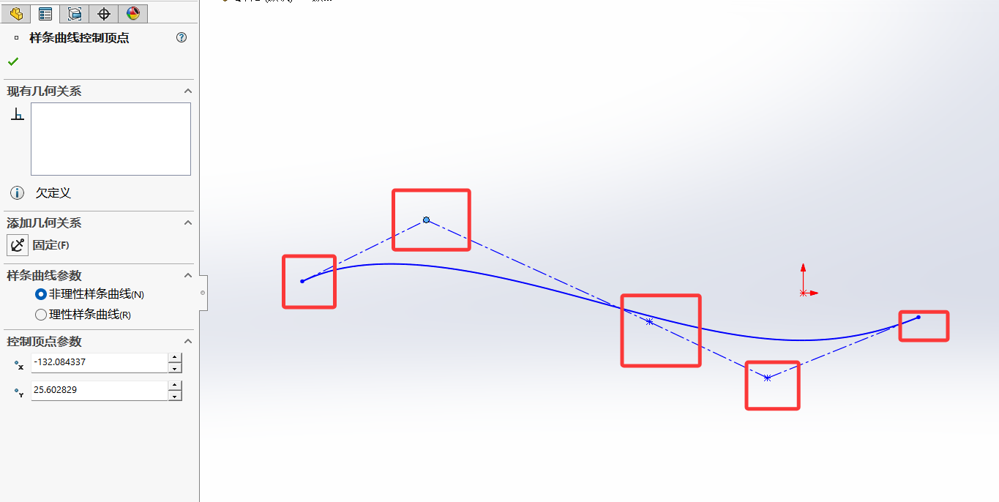 样条曲线控制顶点
现有几何关系
欠定义
添加几何关系
固定(F)
样条曲线参数
非理性样条曲线(N)
理性样条曲线(R)
控制顶点参数
X
-132.084337
Y
25.602829